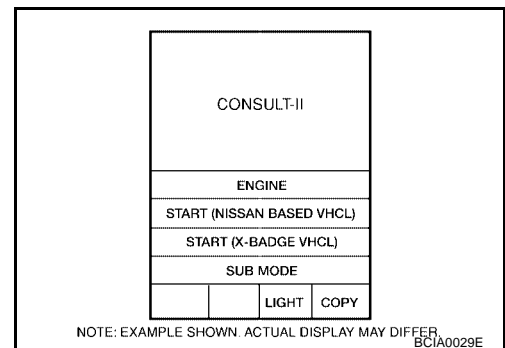 CONSULT-II
ENGINE
START (NISSAN BASED VHCL)
START (X-BADGE VHCL)
SUB MODE
LIGHT COPY
NOTE: EXAMPLE SHOWN. ACTUAL DISPLAY MAY DIFFER.
BCIA0029E